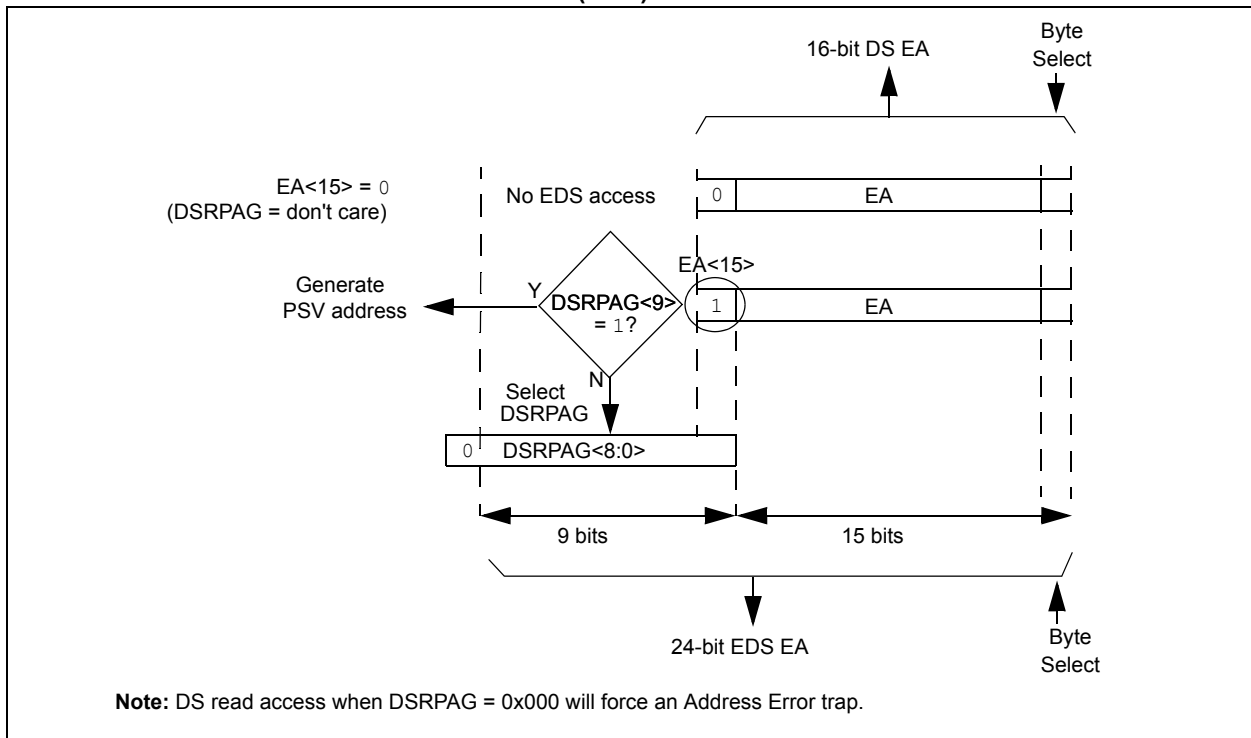 16-bit DS EA
Byte
Select
EA<15> = 0
(DSRPAG = don't care)
No EDS access
0
EA
EA<15>
Generate
PSV address
Y
DSRPAG<9>
= 1?
1
EA
N
Select
DSRPAG
0
DSRPAG<8:0>
9 bits
15 bits
24-bit EDS EA
Byte
Select
Note: DS read access when DSRPAG = 0x000 will force an Address Error trap.